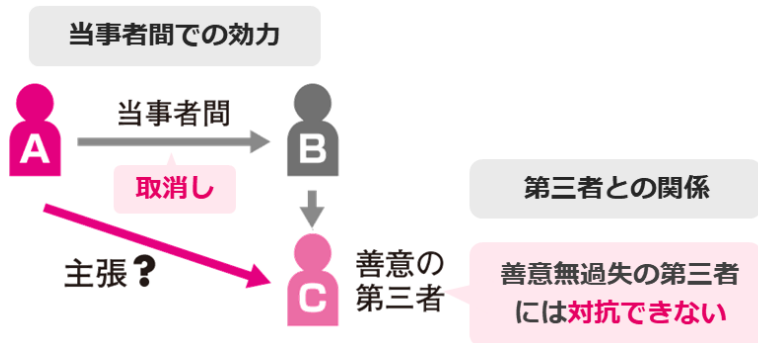 当事者間での効力
A
当事者間
B
取消し
第三者との関係
主張?
C
善意の
第三者
善意無過失の第三者
には対抗できない